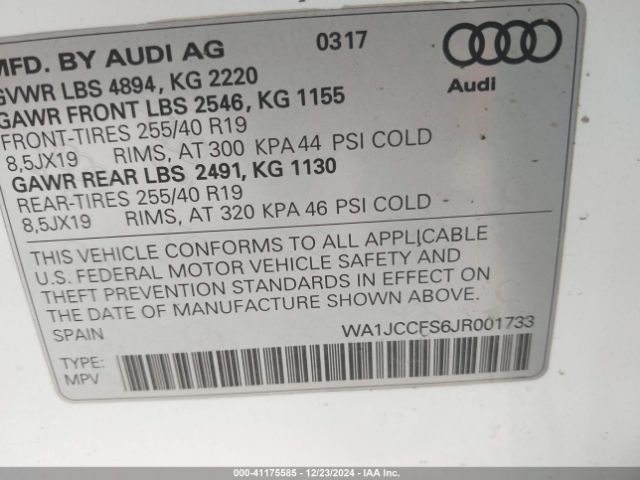 MFD. BY AUDI AG 0317
GVWR LBS 4894, KG 2220
Audi
GAWR FRONT LBS 2546, KG 1155
FRONT-TIRES 255/40 R19
8,5JX19 RIMS, AT 300 KPA 44 PSI COLD
GAWR REAR LBS 2491, KG 1130
REAR-TIRES 255/40 R19
8,5JX19 RIMS, AT 320 KPA 46 PSI COLD
THIS VEHICLE CONFORMS TO ALL APPLICABLE
U.S. FEDERAL MOTOR VEHICLE SAFETY AND
THEFT PREVENTION STANDARDS IN EFFECT ON
THE DATE OF MANUFACTURE SHOWN ABOVE.
SPAIN WA1JCCFS6JR001733
TYPE:
MPV
000-41175585 - 12/23/2024 - IAA Inc.